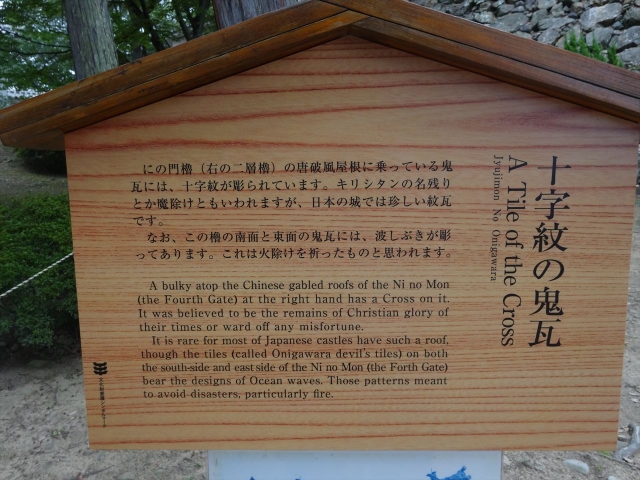 十字紋の鬼瓦
A Tile of the Cross
Jyujimon No Onigawara
にの門櫓（右の二層櫓）の唐破風屋根に乗っている鬼
瓦には、十字紋が彫られています。キリシタンの名残り
とか魔除けともいわれますが、日本の城では珍しい紋瓦
です。
なお、この櫓の南面と東面の鬼瓦には、波しぶきが彫
ってあります。これは火除けを祈ったものと思われます。
A bulky atop the Chinese gabled roofs of the Ni no Mon
(the Fourth Gate) at the right hand has a Cross on it.
It was believed to be the remains of Christian glory of
their times or ward off any misfortune.
It is rare for most of Japanese castles have such a roof,
though the tiles (called Onigawara devil's tiles) on both
the south-side and east side of the Ni no Mon (the Forth Gate)
bear the designs of Ocean waves. Those patterns meant
to avoid disasters, particularly fire.